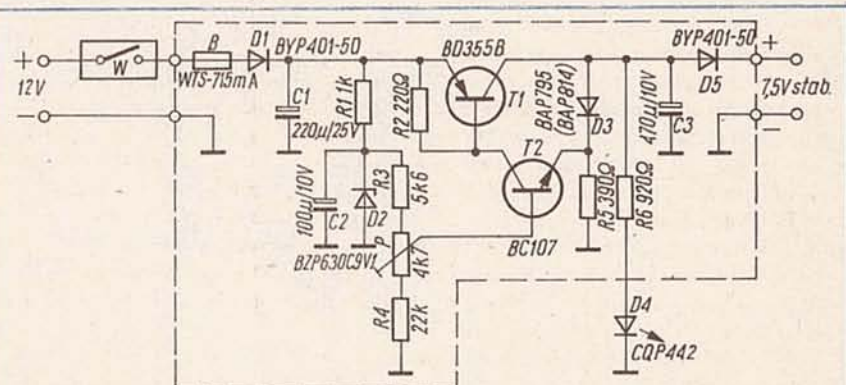 +
12V
−
W
B
WTS-715mA
D1
BYP401-50
C1
220µ/25V
R1 1k
R2 220Ω
BD355B
T1
BAP795
(BAP814)
D3
BYP401-50
D5
+
7,5V stab.
−
470µ/10V
C3
T2
BC107
R5 390Ω
R6 920Ω
100µ/10V
C2
D2
BZP630C9V1
R3
5k6
P
4k7
R4
22k
D4
CQP442